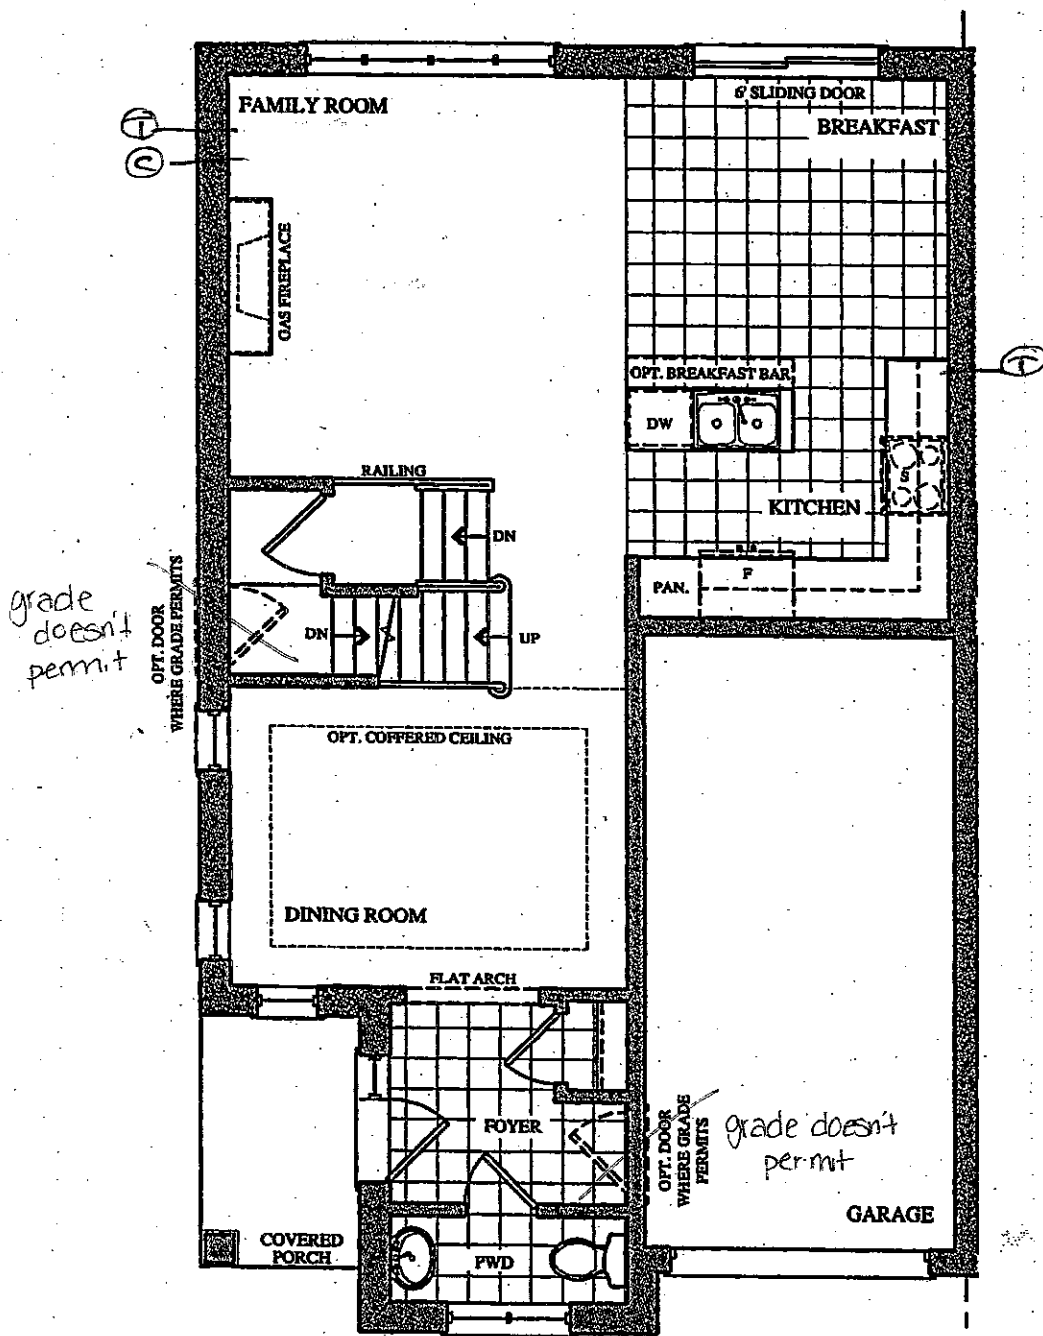 6' SLIDING DOOR
FAMILY ROOM
BREAKFAST
T
C
GAS FIREPLACE
T
OPT. BREAKFAST BAR
DW
S
RAILING
KITCHEN
DN
F
PAN.
grade
doesn't
permit
OPT. DOOR
WHERE GRADE PERMITS
DN
UP
OPT. COFFERED CEILING
DINING ROOM
FLAT ARCH
FOYER
OPT. DOOR
WHERE GRADE
PERMITS
grade doesn't
permit
GARAGE
COVERED
PORCH
PWD